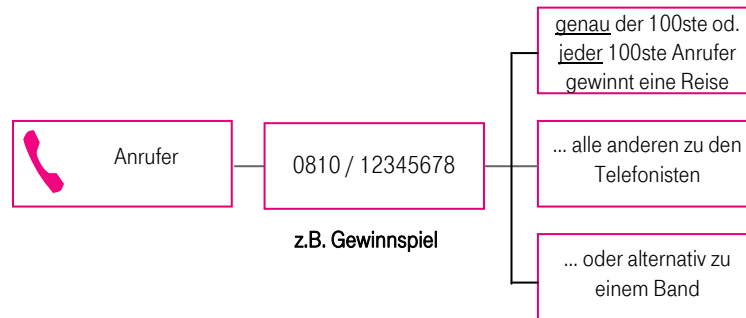 genau der 100ste od.
jeder 100ste Anrufer
gewinnt eine Reise
Anrufer
0810 / 12345678
z.B. Gewinnspiel
... alle anderen zu den
Telefonisten
... oder alternativ zu
einem Band